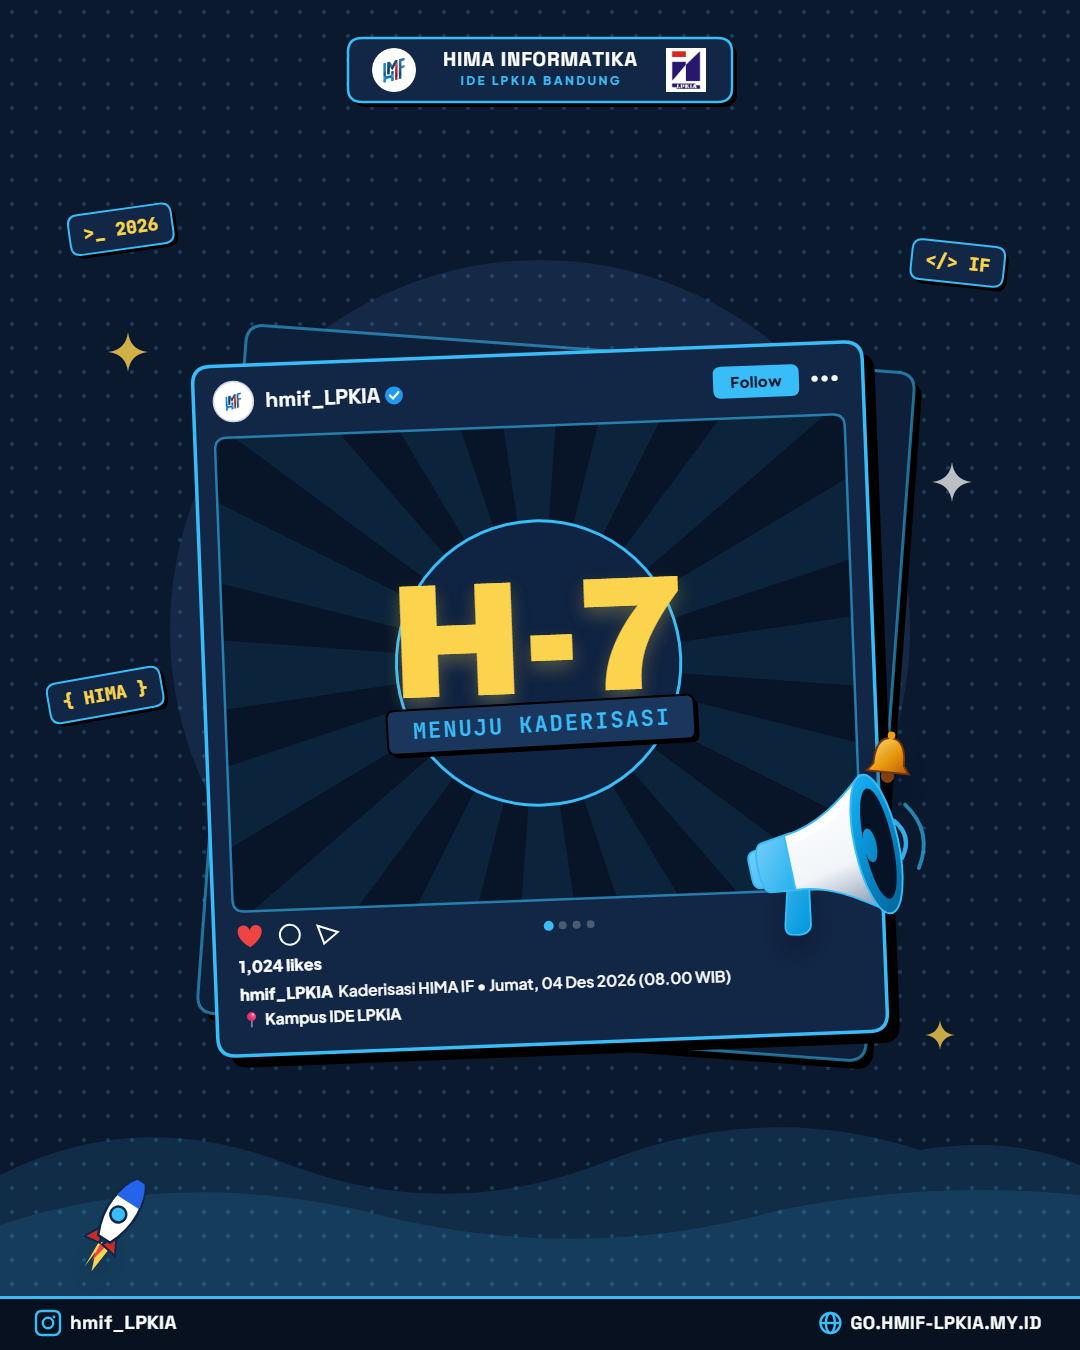 HIMA INFORMATIKA
IDE LPKIA BANDUNG
LPKIA
>_ 2026
</> IF
hmif_LPKIA
Follow
H-7
MENUJU KADERISASI
{ HIMA }
1,024 likes
hmif_LPKIA Kaderisasi HIMA IF • Jumat, 04 Des 2026 (08.00 WIB)
Kampus IDE LPKIA
hmif_LPKIA
GO.HMIF-LPKIA.MY.ID